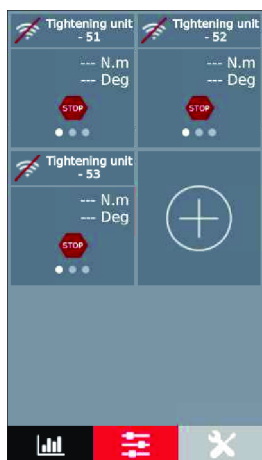 Tightening unit
- 51
--- N.m
--- Deg
STOP
Tightening unit
- 52
--- N.m
--- Deg
STOP
Tightening unit
- 53
--- N.m
--- Deg
STOP